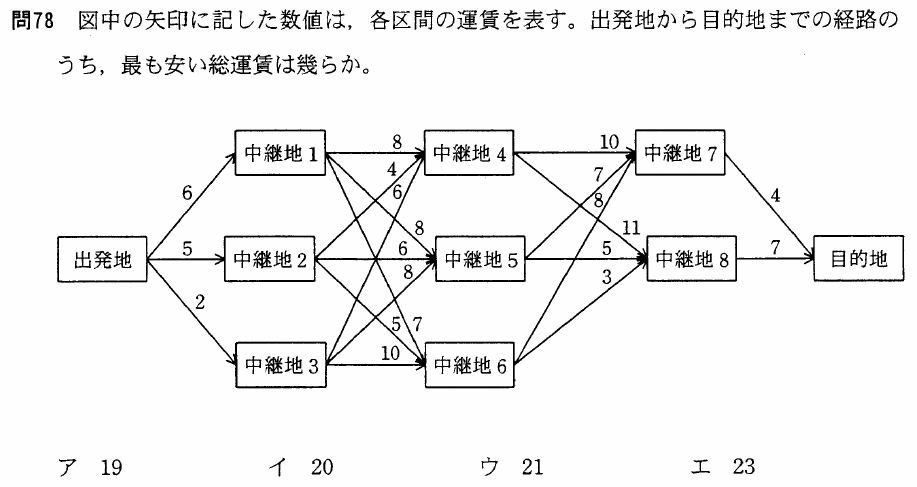 問78 図中の矢印に記した数値は，各区間の運賃を表す。出発地から目的地までの経路の
うち，最も安い総運賃は幾らか。
中継地 1
8
中継地 4
10
中継地 7
4
7
6
8
6
8
11
4
出発地
5
中継地 2
6
中継地 5
5
中継地 8
7
目的地
8
3
2
5
7
中継地 3
10
中継地 6
ア 19
イ 20
ウ 21
エ 23